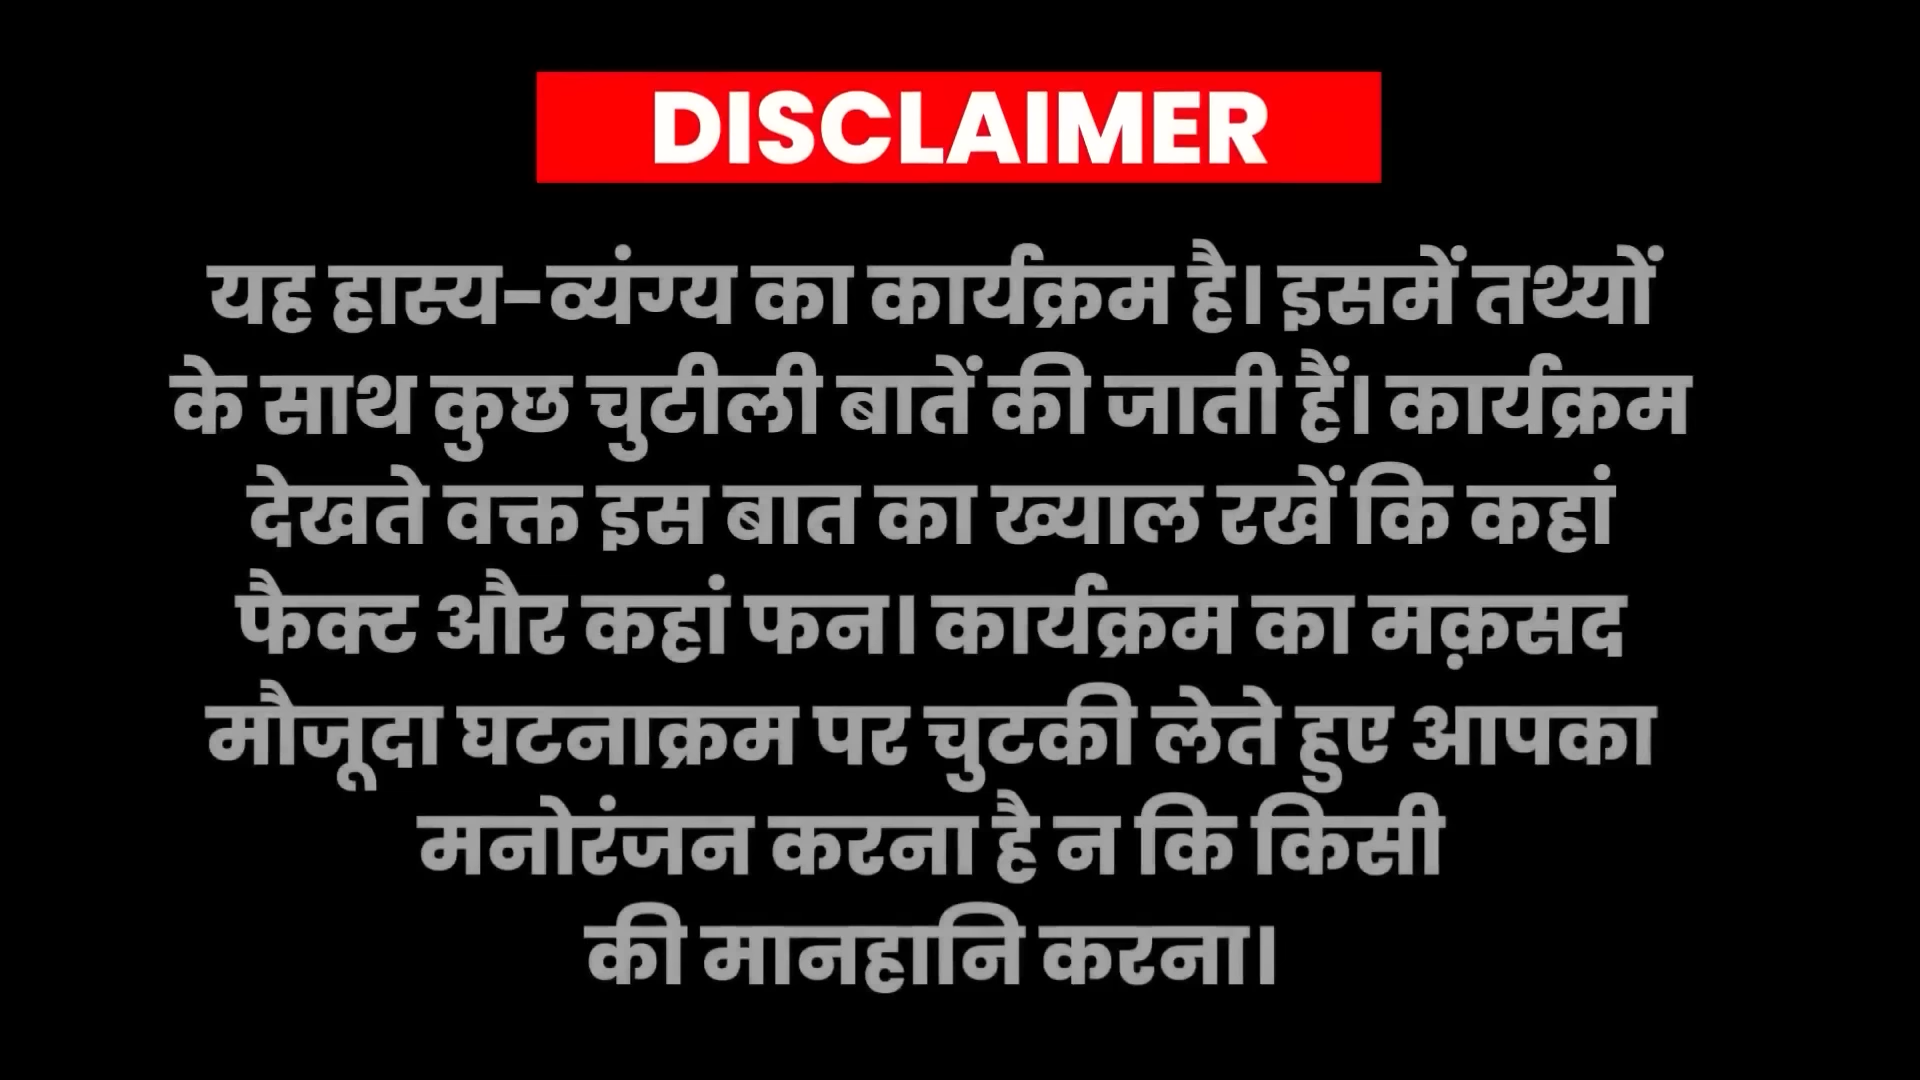 DISCLAIMER
यह हास्य-व्यंग्य का कार्यक्रम है। इसमें तथ्यों
के साथ कुछ चुटीली बातें की जाती हैं। कार्यक्रम
देखते वक्त इस बात का ख्याल रखें कि कहां
फैक्ट और कहां फन। कार्यक्रम का मक़सद
मौजूदा घटनाक्रम पर चुटकी लेते हुए आपका
मनोरंजन करना है न कि किसी
की मानहानि करना।